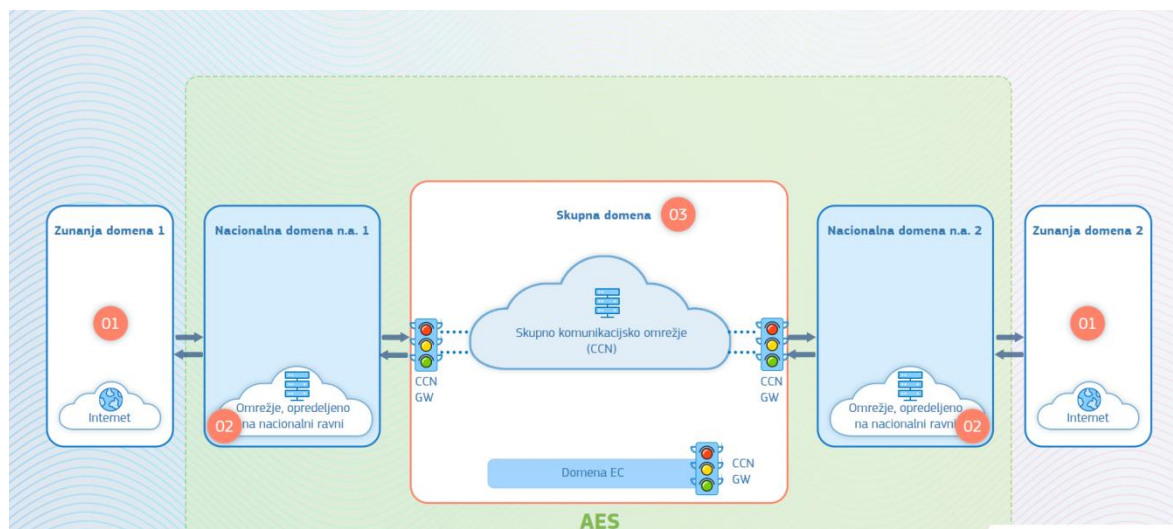 Zunanja domena 1
01
Internet
Nacionalna domena n.a. 1
Omrežje, opredeljeno
02
na nacionalni ravni
Skupna domena
03
Skupno komunikacijsko omrežje
(CCN)
CCN
GW
CCN
GW
Domena EC
CCN
GW
Nacionalna domena n.a. 2
Omrežje, opredeljeno
na nacionalni ravni
02
Zunanja domena 2
01
Internet
AES